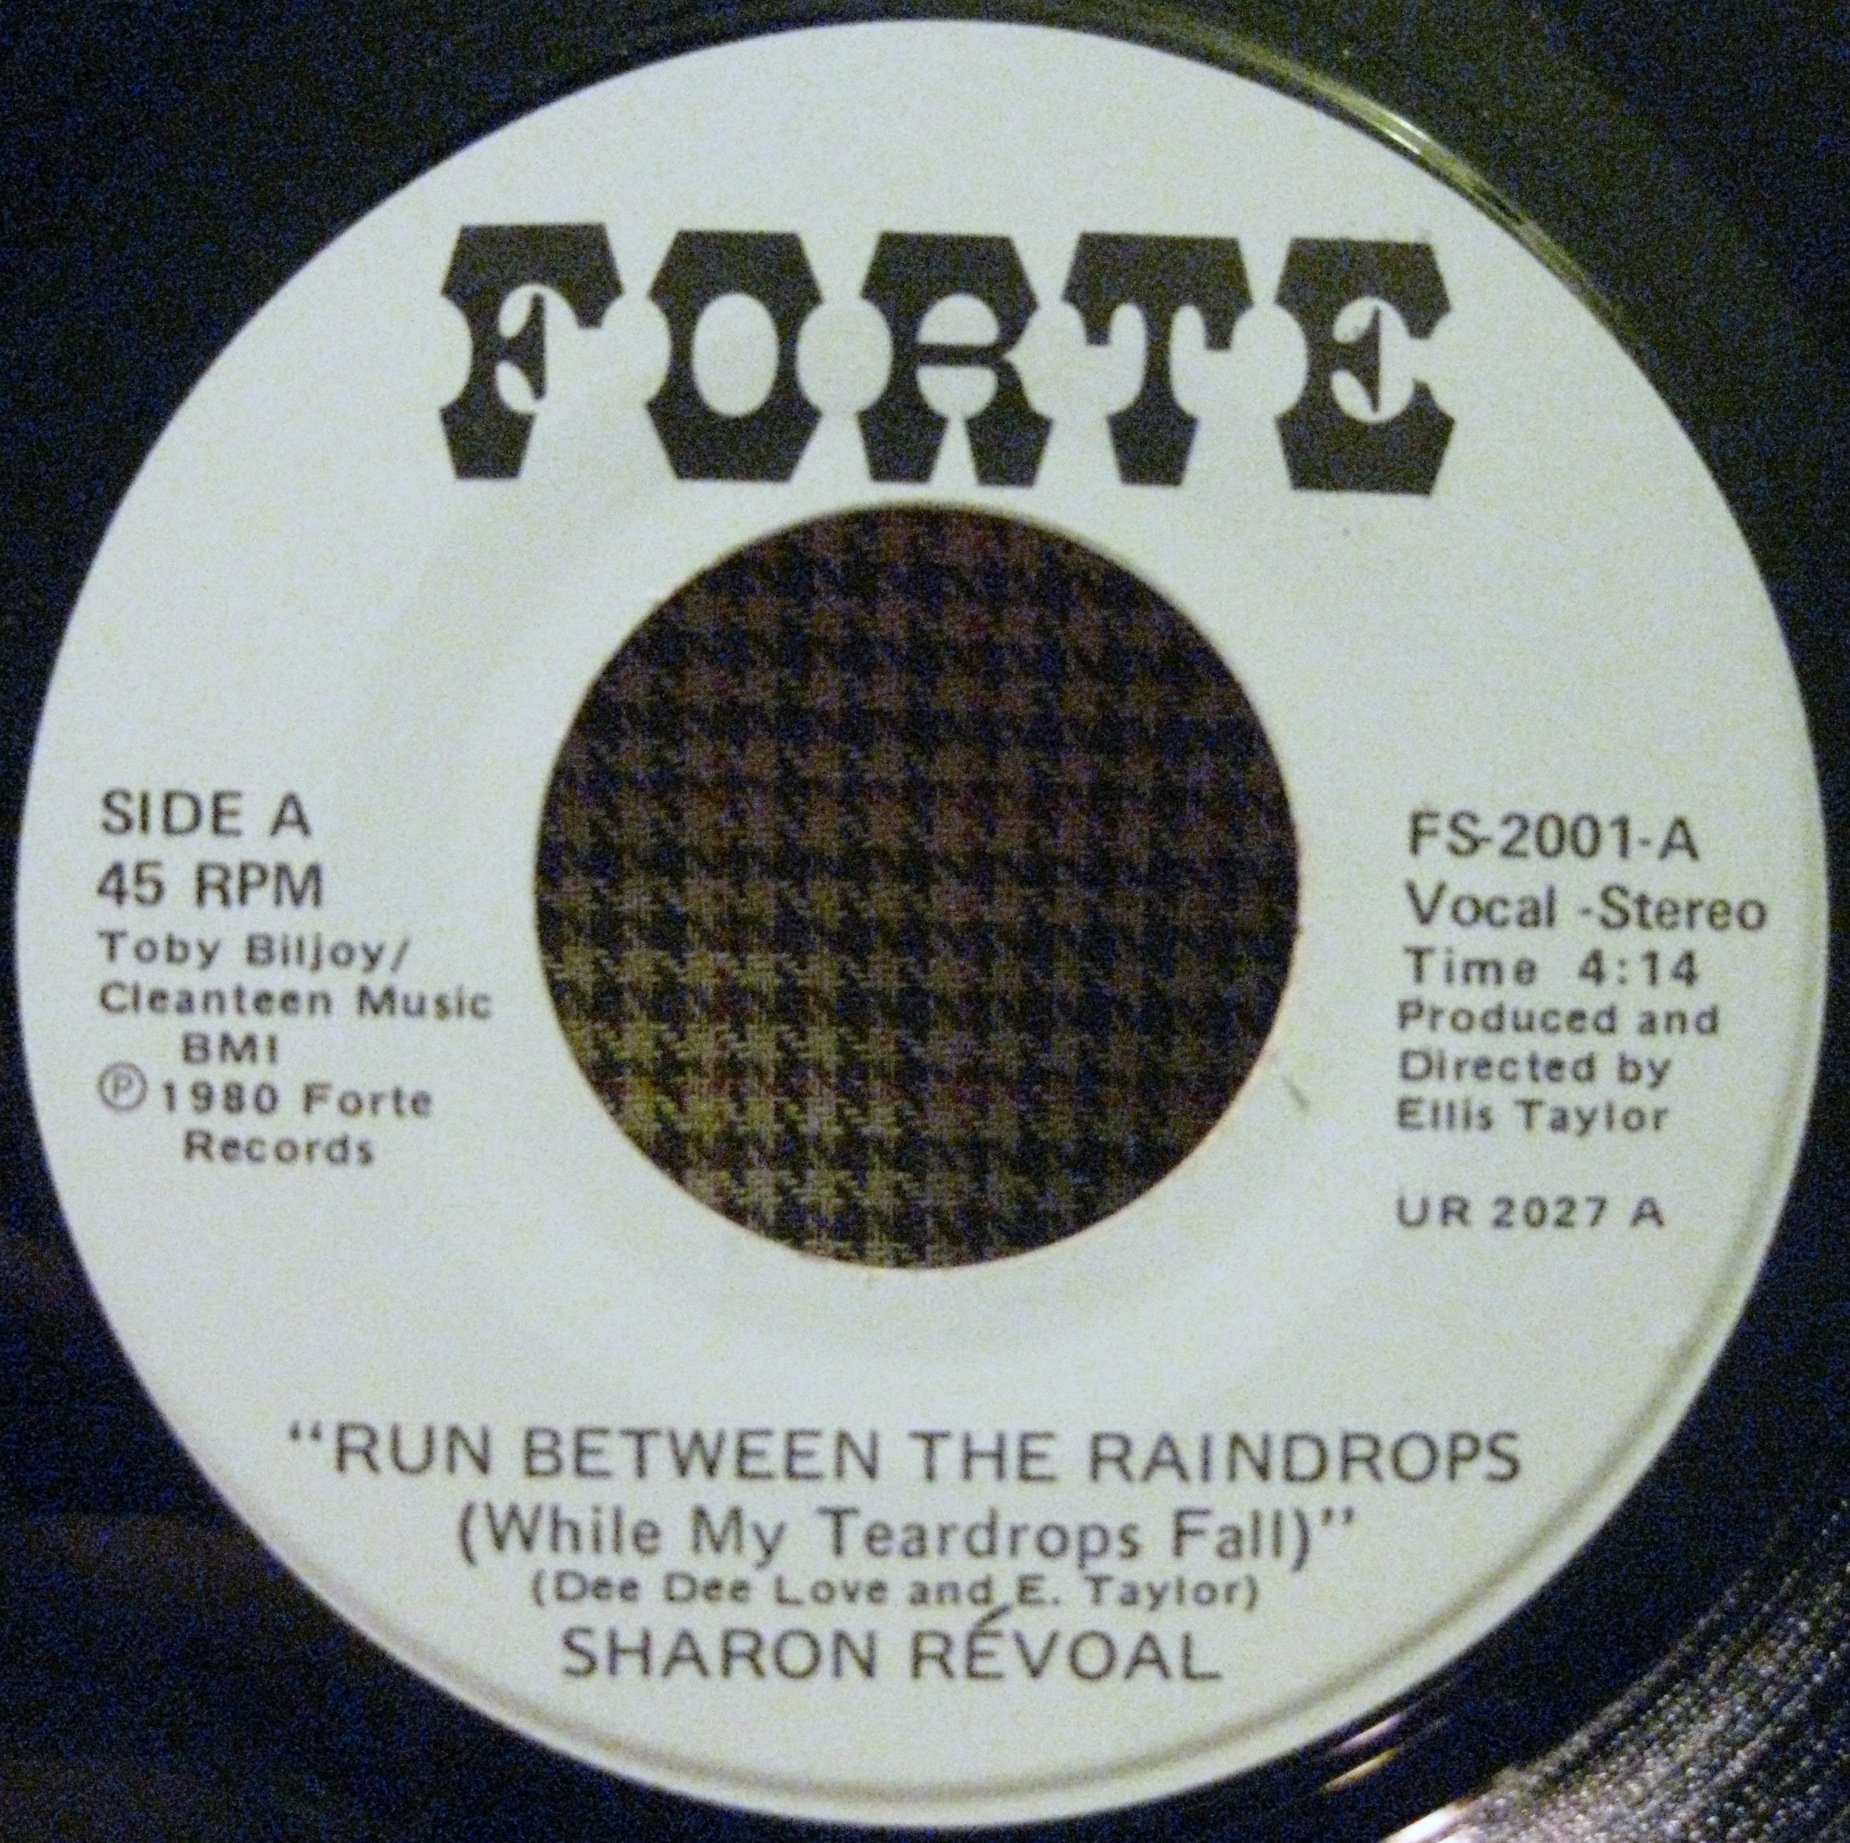 FORTE
SIDE A
45 RPM
Toby Biljoy/
Cleanteen Music
BMI
℗ 1980 Forte
Records
FS-2001-A
Vocal -Stereo
Time 4:14
Produced and
Directed by
Ellis Taylor
UR 2027 A
“RUN BETWEEN THE RAINDROPS
(While My Teardrops Fall)”
(Dee Dee Love and E. Taylor)
SHARON RÉVOAL